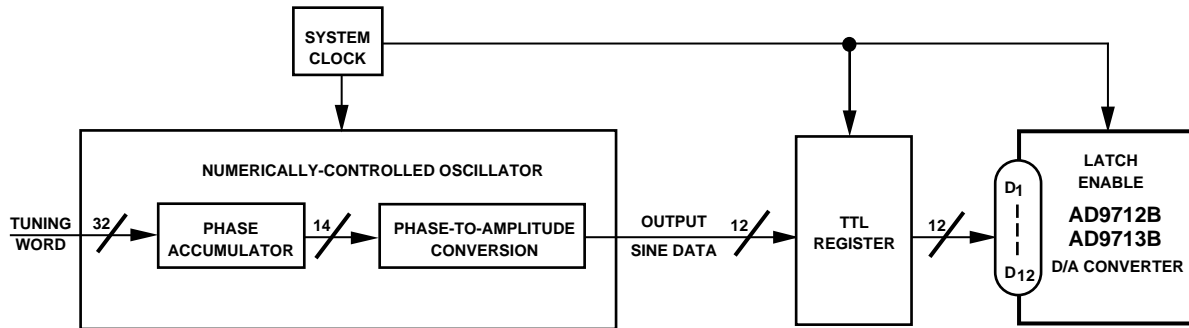 SYSTEM
CLOCK
NUMERICALLY-CONTROLLED OSCILLATOR
TUNING
WORD
32
PHASE
ACCUMULATOR
14
PHASE-TO-AMPLITUDE
CONVERSION
OUTPUT
SINE DATA
12
TTL
REGISTER
12
D1
D12
LATCH
ENABLE
AD9712B
AD9713B
D/A CONVERTER